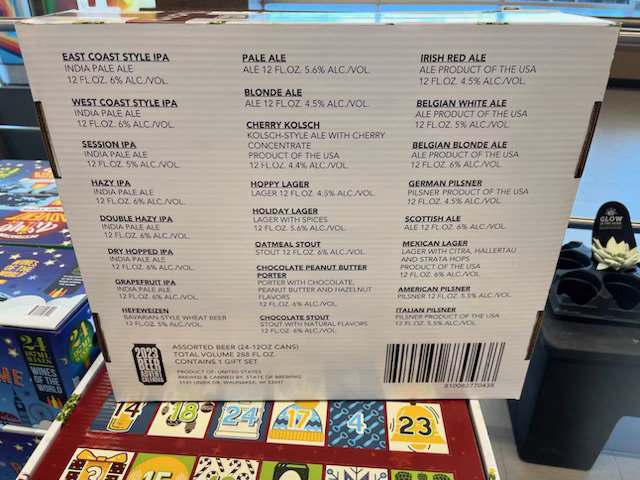 EAST COAST STYLE IPA
INDIA PALE ALE
12 FL.OZ. 6% ALC./VOL.
WEST COAST STYLE IPA
INDIA PALE ALE
12 FL.OZ. 6% ALC./VOL.
SESSION IPA
INDIA PALE ALE
12 FL.OZ. 5% ALC./VOL.
HAZY IPA
INDIA PALE ALE
12 FL.OZ. 6% ALC./VOL.
DOUBLE HAZY IPA
INDIA PALE ALE
12 FL.OZ. 6% ALC./VOL.
DRY HOPPED IPA
INDIA PALE ALE
12 FL.OZ. 6% ALC./VOL.
GRAPEFRUIT IPA
INDIA PALE ALE
12 FL.OZ. 6% ALC./VOL.
HEFEWEIZEN
BAVARIAN-STYLE WHEAT BEER
12 FL.OZ. 5% ALC./VOL.
PALE ALE
ALE 12 FL.OZ. 5.6% ALC./VOL.
BLONDE ALE
ALE 12 FL.OZ. 4.5% ALC./VOL.
CHERRY KOLSCH
KOLSCH-STYLE ALE WITH CHERRY
CONCENTRATE
PRODUCT OF THE USA
12 FL.OZ. 4.4% ALC./VOL.
HOPPY LAGER
LAGER 12 FL.OZ. 4.5% ALC./VOL.
HOLIDAY LAGER
LAGER WITH SPICES
12 FL.OZ. 5.6% ALC./VOL.
OATMEAL STOUT
STOUT 12 FL.OZ. 6% ALC./VOL.
CHOCOLATE PEANUT BUTTER
PORTER
PORTER WITH CHOCOLATE,
PEANUT BUTTER AND HAZELNUT
FLAVORS
12 FL.OZ. 6% ALC./VOL.
CHOCOLATE STOUT
STOUT WITH NATURAL FLAVORS
12 FL.OZ. 6% ALC./VOL.
IRISH RED ALE
ALE PRODUCT OF THE USA
12 FL.OZ. 4.5% ALC./VOL.
BELGIAN WHITE ALE
ALE PRODUCT OF THE USA
12 FL.OZ. 5% ALC./VOL.
BELGIAN BLONDE ALE
ALE PRODUCT OF THE USA
12 FL.OZ. 6% ALC./VOL.
GERMAN PILSNER
PILSNER PRODUCT OF THE USA
12 FL.OZ. 4.5% ALC./VOL.
SCOTTISH ALE
ALE 12 FL.OZ. 6% ALC./VOL.
MEXICAN LAGER
LAGER WITH CITRA, HALLERTAU
AND STRATA HOPS
PRODUCT OF THE USA
12 FL.OZ. 6% ALC./VOL.
AMERICAN PILSNER
PILSNER 12 FL.OZ. 5.5% ALC./VOL.
ITALIAN PILSNER
PILSNER PRODUCT OF THE USA
12 FL.OZ. 5.5% ALC./VOL.
2023
BEER
ADVENT
CALENDAR
ASSORTED BEER (24-12OZ CANS)
TOTAL VOLUME 288 FL.OZ.
CONTAINS 1 GIFT SET
PRODUCT OF: UNITED STATES
BREWED & CANNED BY: STATE OF BREWING
1131 UNIEK DR, WAUNAKEE, WI 53597
810082770438
GLOW
24
WINES
OF THE
WORLD
WINES OF THE
14
18
24
17
4
23
3
15